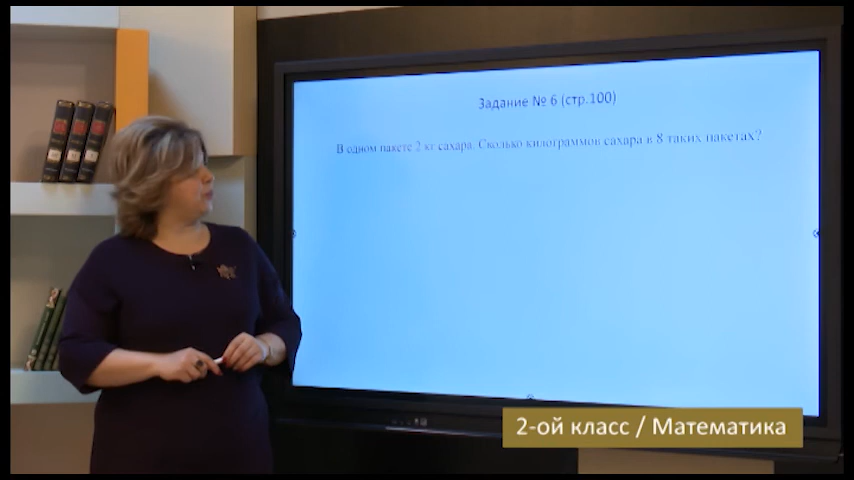 Задание № 6 (стр.100)
В одном пакете 2 кг сахара. Сколько килограммов сахара в 8 таких пакетах?
2-ой класс / Математика